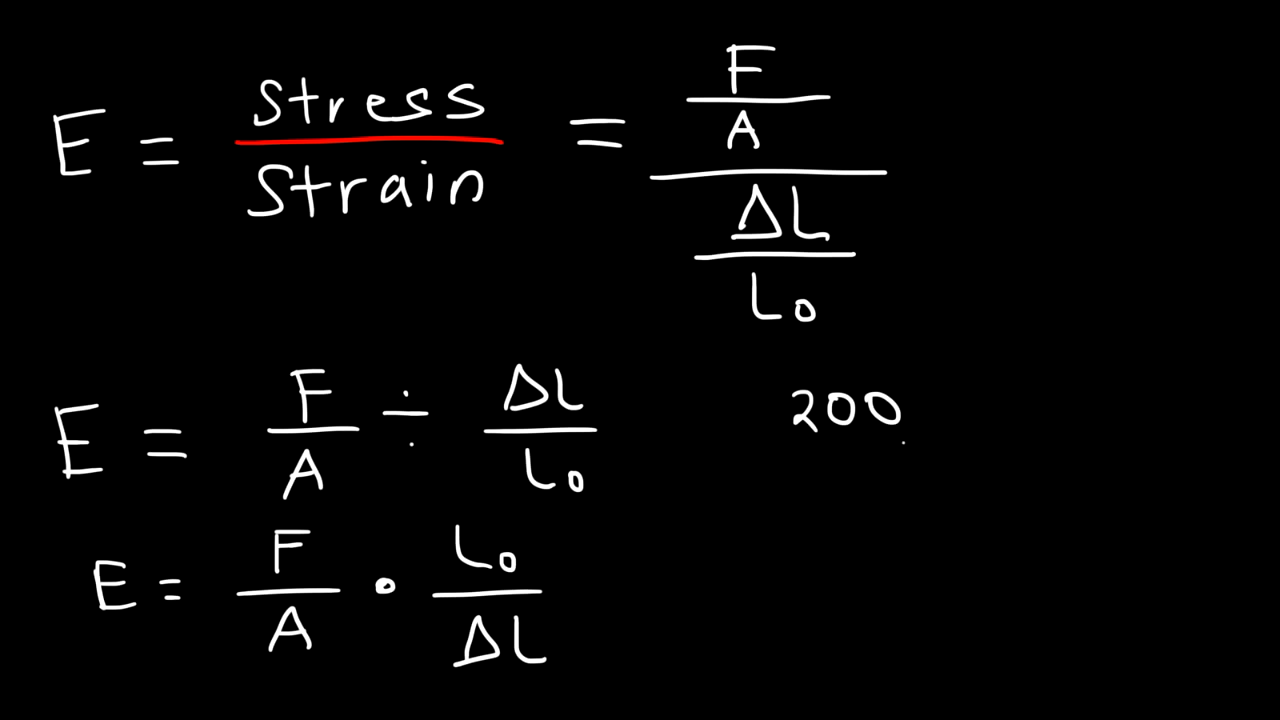 E = Stress / Strain = (F / A) / (ΔL / L₀)
E = F / A ÷ ΔL / L₀
200
E = F / A • L₀ / ΔL